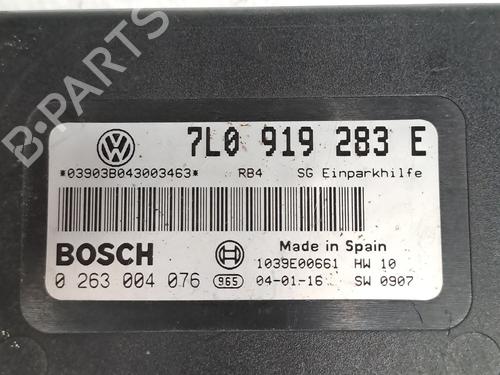 7L0 919 283 E
*03903B043003463* RB4 SG Einparkhilfe
BOSCH
Made in Spain
1039E00661 HW 10
0 263 004 076 965 04-01-16 SW 0907
B-PARTS